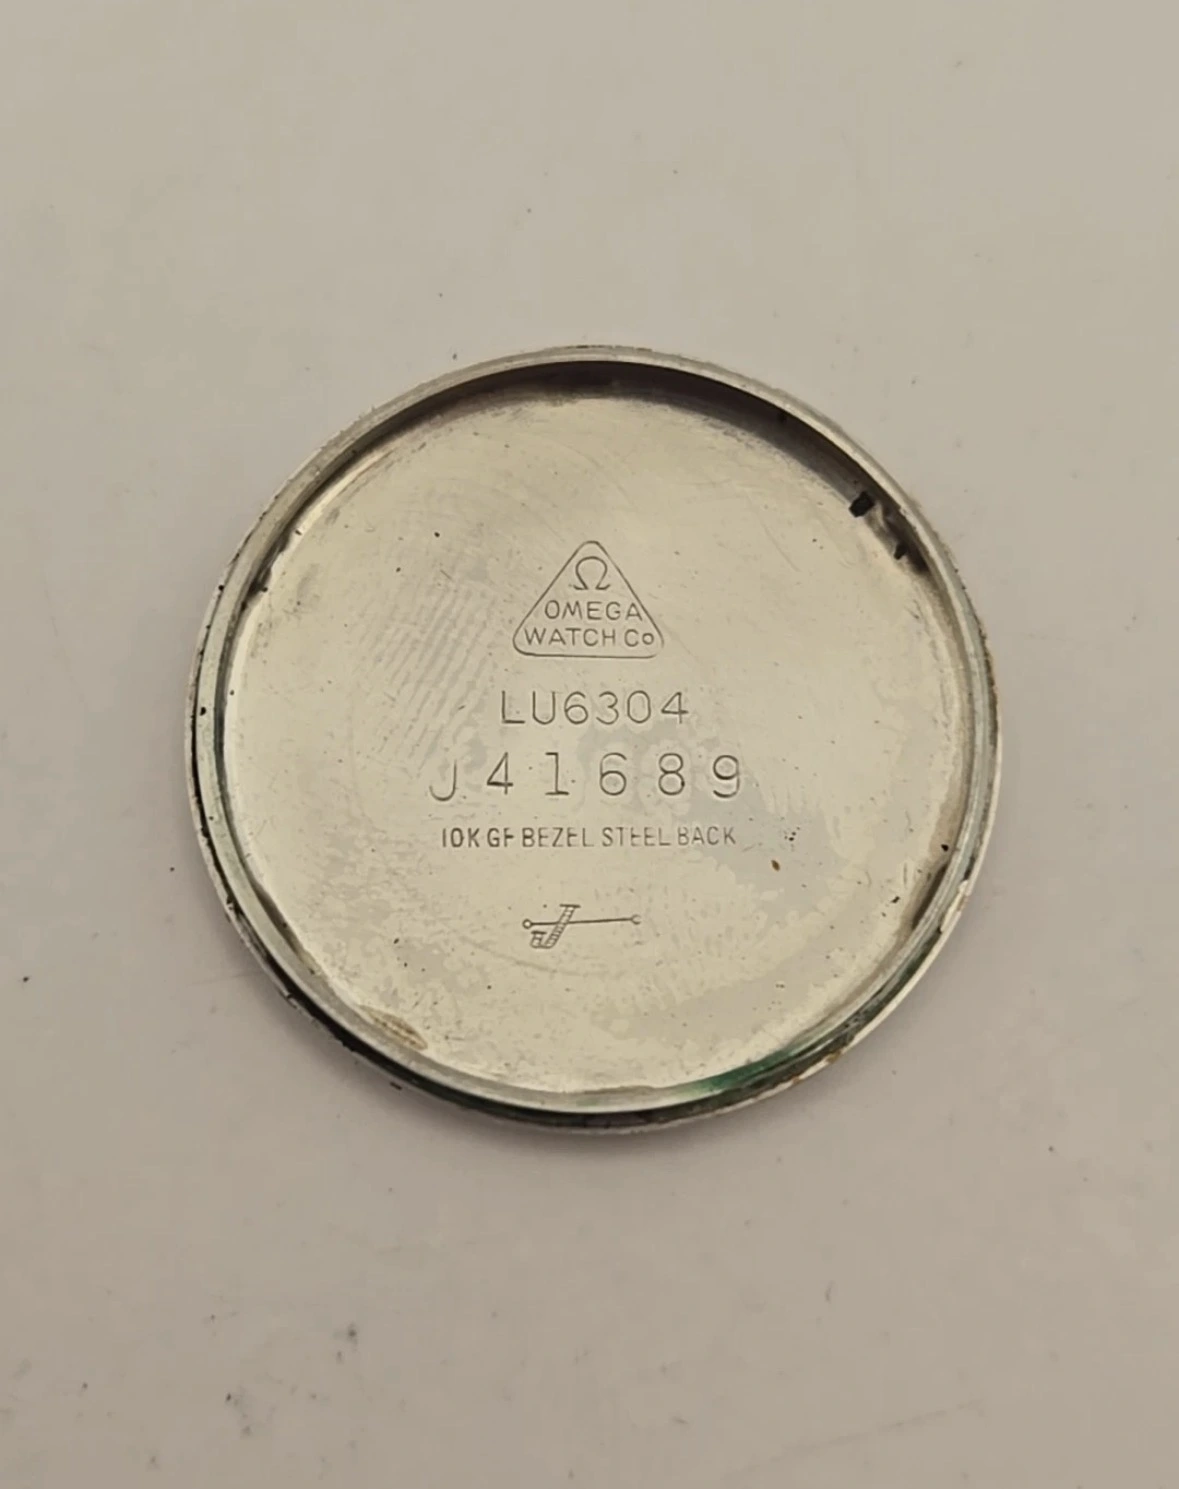 Ω
OMEGA
WATCH Co
LU6304
J41689
10K GF BEZEL STEEL BACK
J